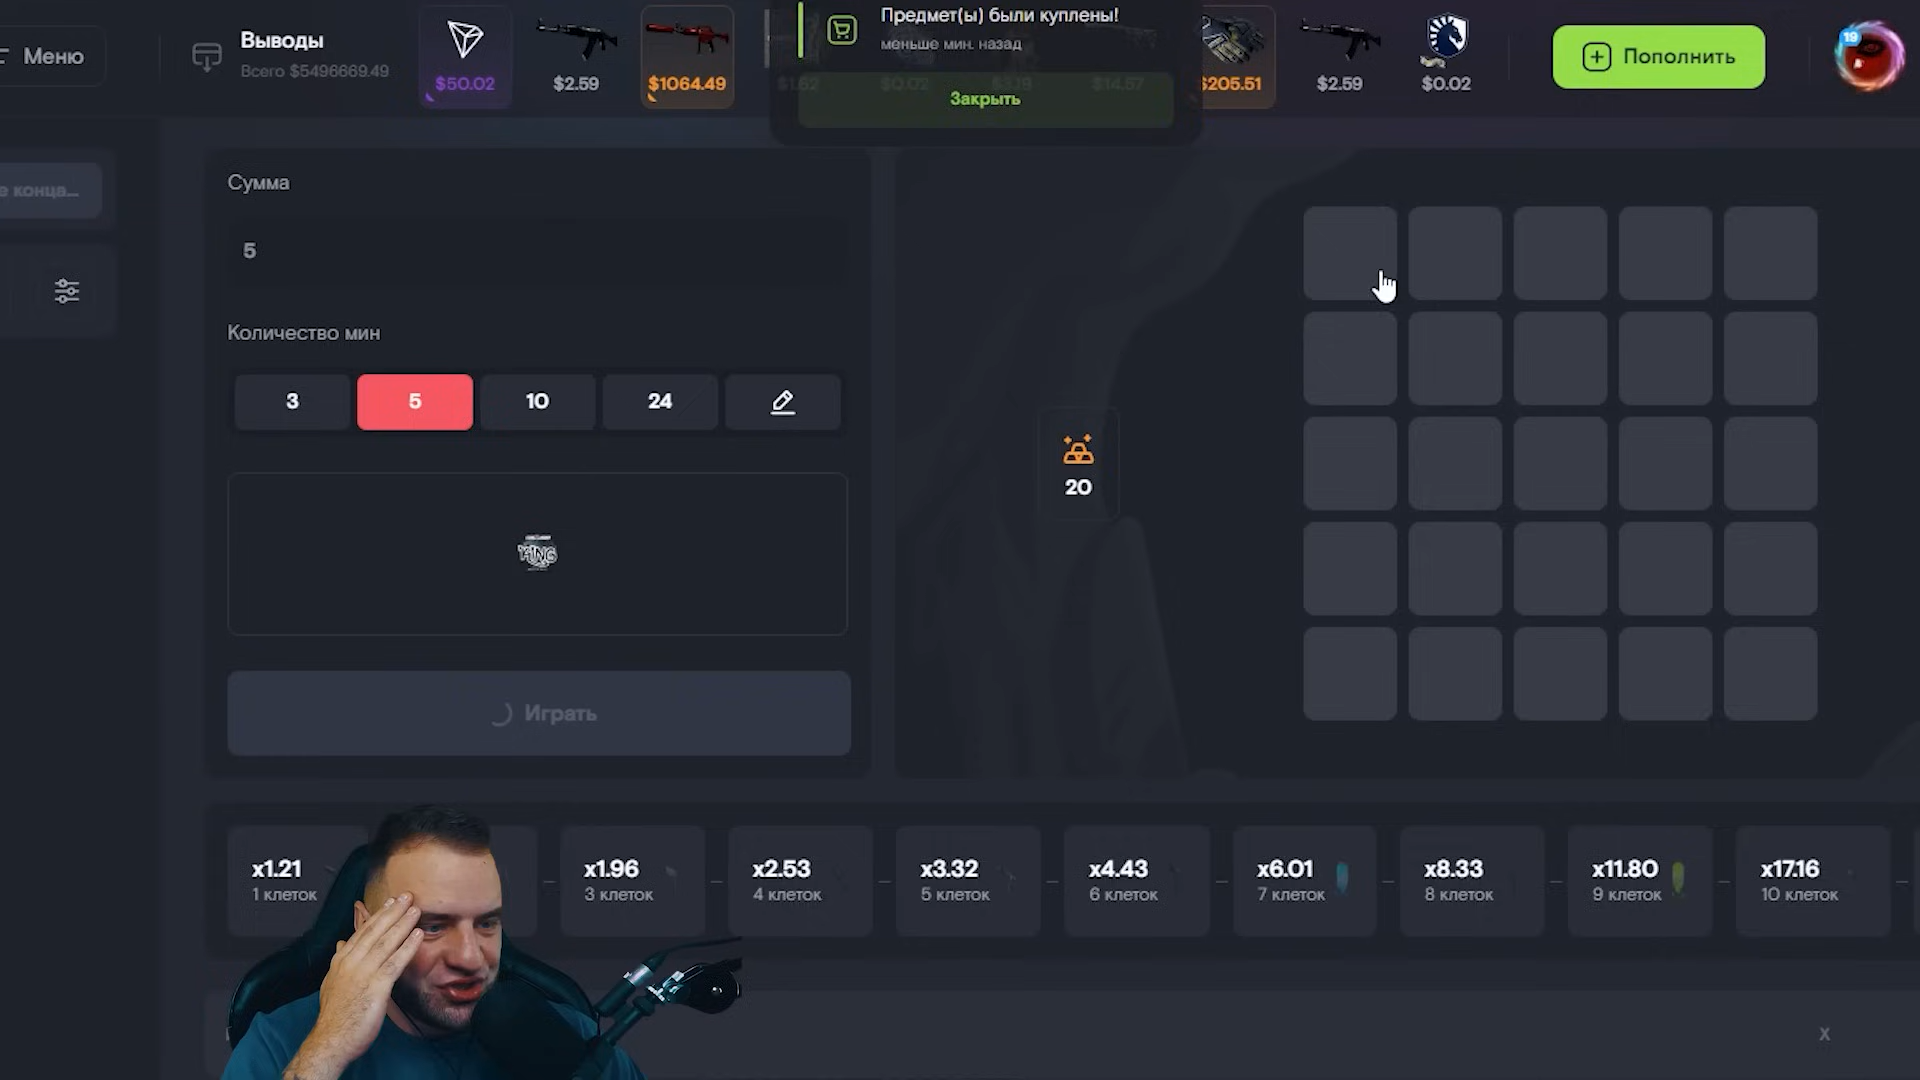 Меню
Выводы
Всего $5496669.49
$50.02
$2.59
$1064.49
Предмет(ы) были куплены!
меньше мин. назад
Закрыть
$205.51
$2.59
$0.02
Пополнить
19
е конца...
Сумма
5
Количество мин
3
5
10
24
KING
Играть
20
x1.21
1 клеток
x1.96
3 клеток
x2.53
4 клеток
x3.32
5 клеток
x4.43
6 клеток
x6.01
7 клеток
x8.33
8 клеток
x11.80
9 клеток
x17.16
10 клеток
x